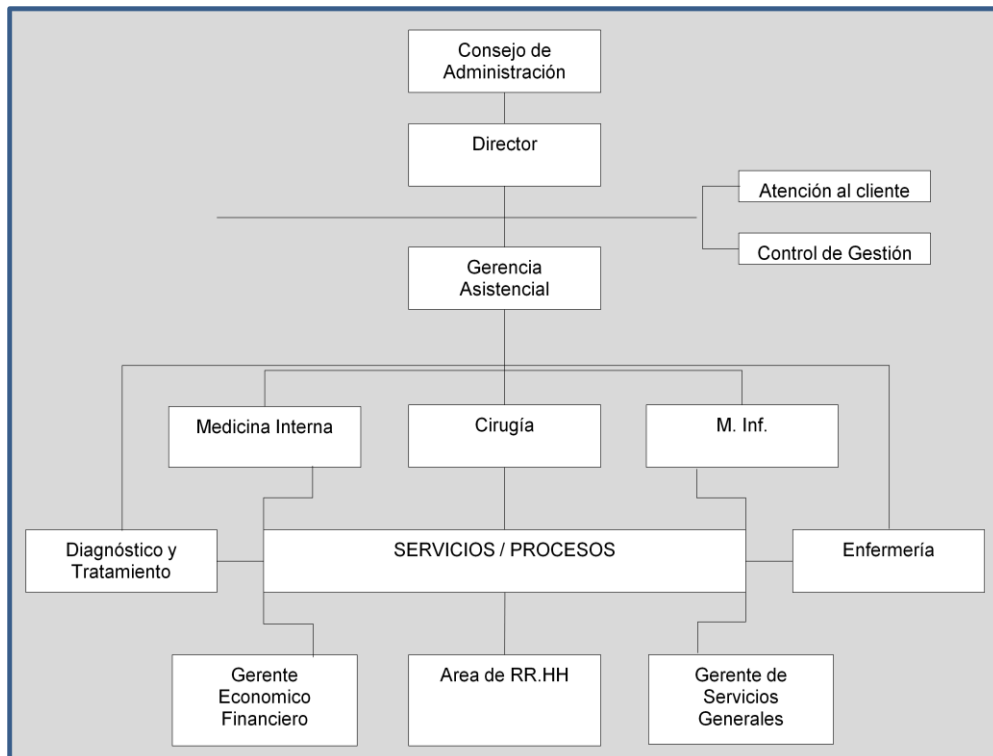 Consejo de
Administración
Director
Atención al cliente
Control de Gestión
Gerencia
Asistencial
Medicina Interna
Cirugía
M. Inf.
Diagnóstico y
Tratamiento
SERVICIOS / PROCESOS
Enfermería
Gerente
Economico
Financiero
Area de RR.HH
Gerente de
Servicios
Generales